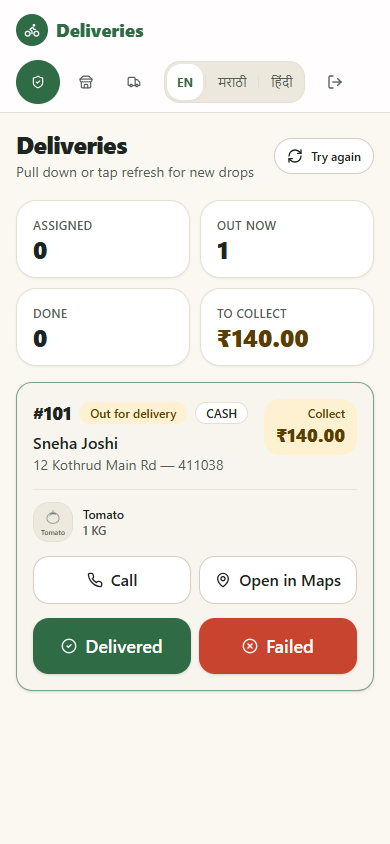 Deliveries
EN मराठी हिंदी
Deliveries
Pull down or tap refresh for new drops
Try again
ASSIGNED
0
OUT NOW
1
DONE
0
TO COLLECT
₹140.00
#101 Out for delivery CASH
Collect
₹140.00
Sneha Joshi
12 Kothrud Main Rd — 411038
Tomato
Tomato
1 KG
Call
Open in Maps
Delivered
Failed